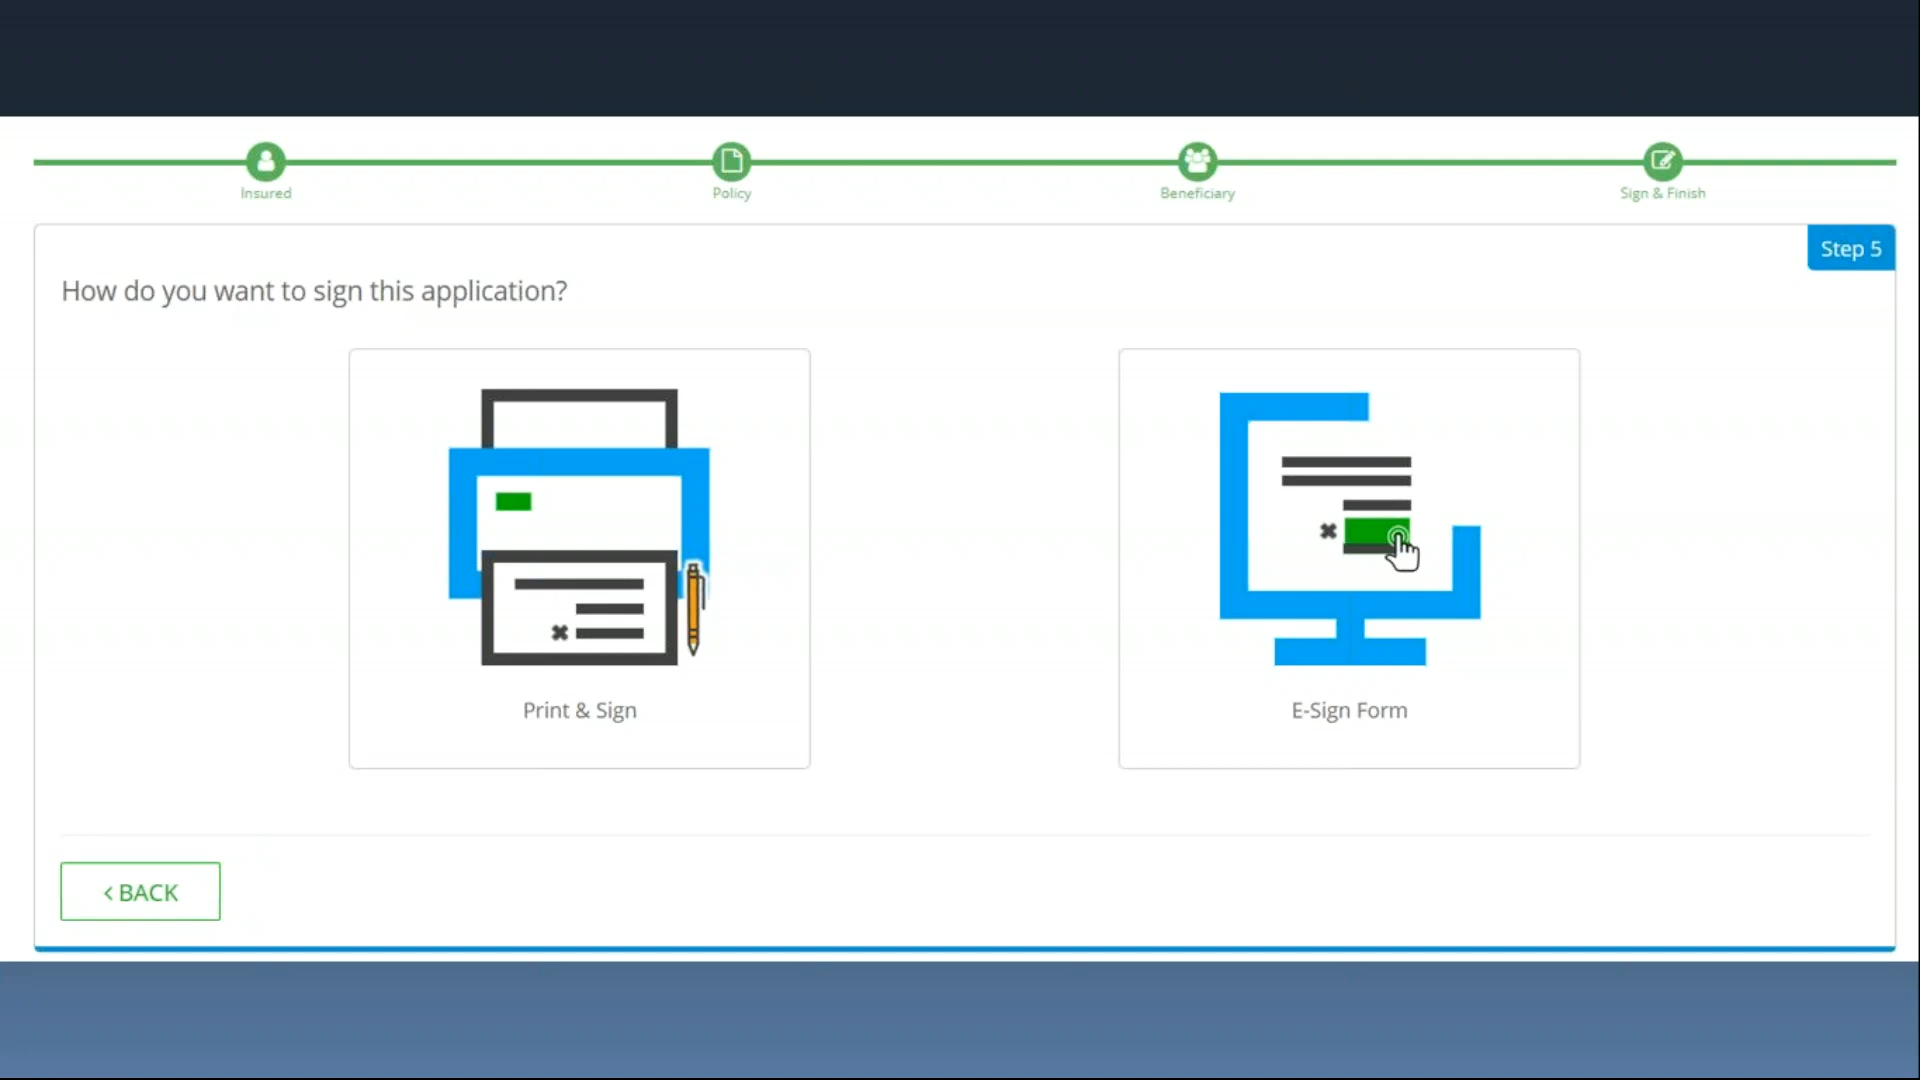 Insured
Policy
Beneficiary
Sign & Finish
Step 5
How do you want to sign this application?
Print & Sign
E-Sign Form
< BACK